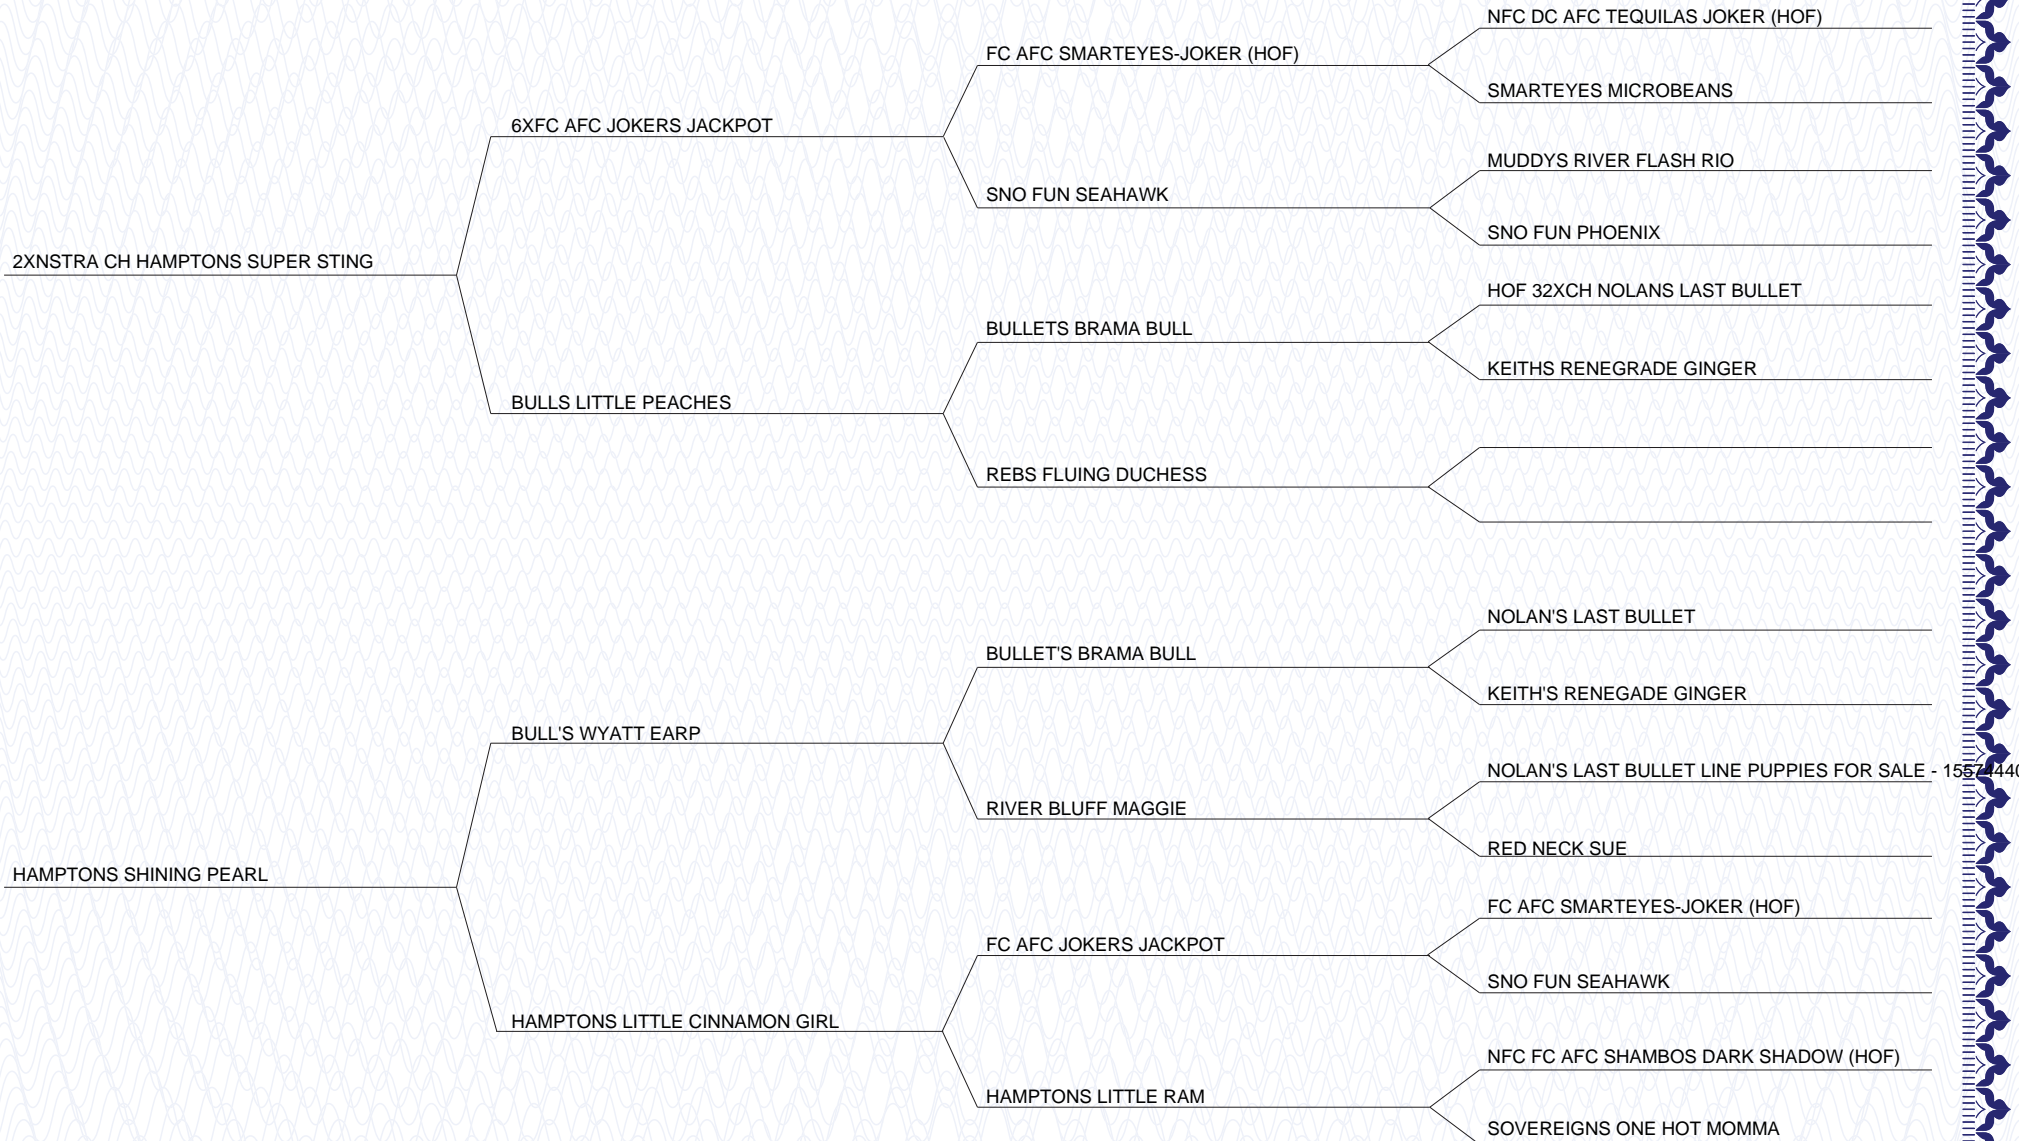 NFC DC AFC TEQUILAS JOKER (HOF)
FC AFC SMARTEYES-JOKER (HOF)
SMARTEYES MICROBEANS
6XFC AFC JOKERS JACKPOT
MUDDYS RIVER FLASH RIO
SNO FUN SEAHAWK
SNO FUN PHOENIX
2XNSTRA CH HAMPTONS SUPER STING
HOF 32XCH NOLANS LAST BULLET
BULLETS BRAMA BULL
KEITHS RENEGRADE GINGER
BULLS LITTLE PEACHES
REBS FLUING DUCHESS
NOLAN'S LAST BULLET
BULLET'S BRAMA BULL
KEITH'S RENEGADE GINGER
BULL'S WYATT EARP
NOLAN'S LAST BULLET LINE PUPPIES FOR SALE - 15574440
RIVER BLUFF MAGGIE
RED NECK SUE
HAMPTONS SHINING PEARL
FC AFC SMARTEYES-JOKER (HOF)
FC AFC JOKERS JACKPOT
SNO FUN SEAHAWK
HAMPTONS LITTLE CINNAMON GIRL
NFC FC AFC SHAMBOS DARK SHADOW (HOF)
HAMPTONS LITTLE RAM
SOVEREIGNS ONE HOT MOMMA